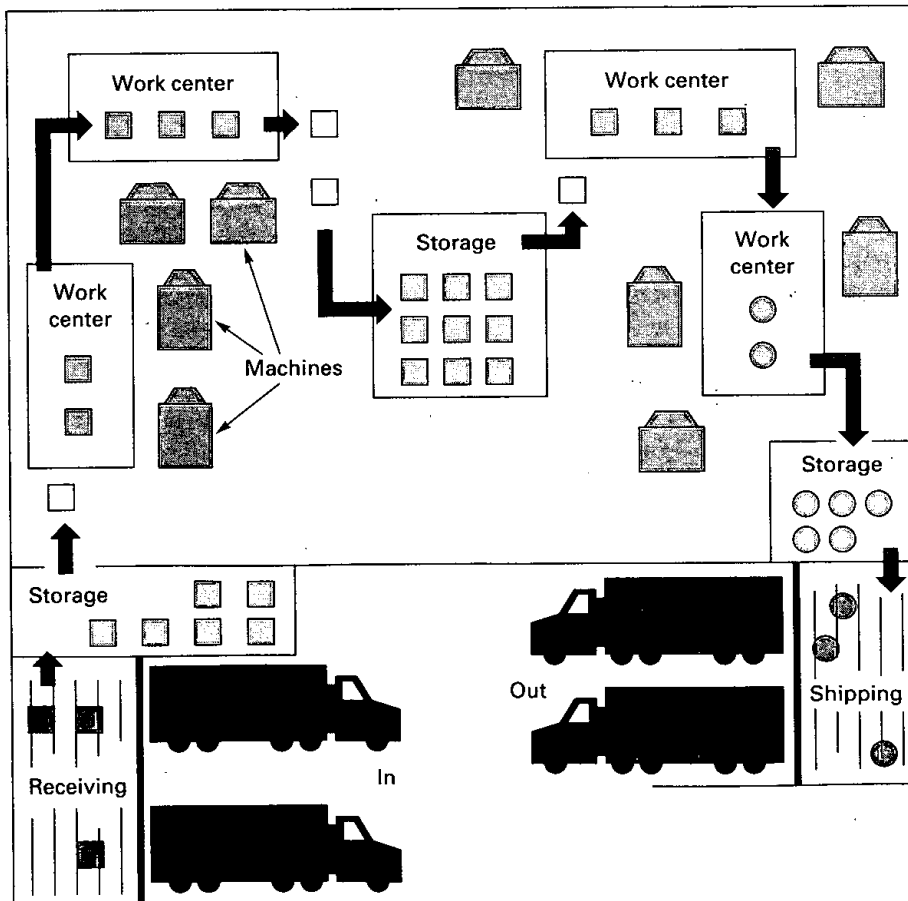 Work center
Work center
Storage
Work
center
Work
center
Machines
Storage
Storage
Out
Shipping
In
Receiving